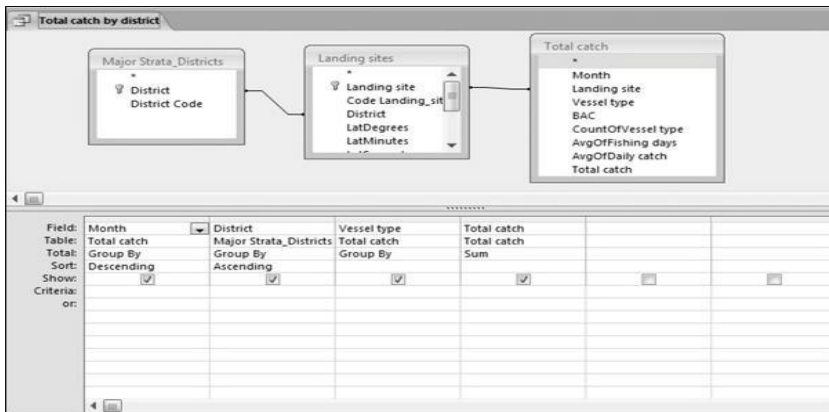 Total catch by district
Major Strata_Districts
*
District
District Code
Landing sites
*
Landing site
Code Landing_sit
District
LatDegrees
LatMinutes
Total catch
*
Month
Landing site
Vessel type
BAC
CountOfVessel type
AvgOfFishing days
AvgOfDaily catch
Total catch
Field: Month District Vessel type Total catch
Table: Total catch Major Strata_Districts Total catch Total catch
Total: Group By Group By Group By Sum
Sort: Descending Ascending
Show:
Criteria:
or: